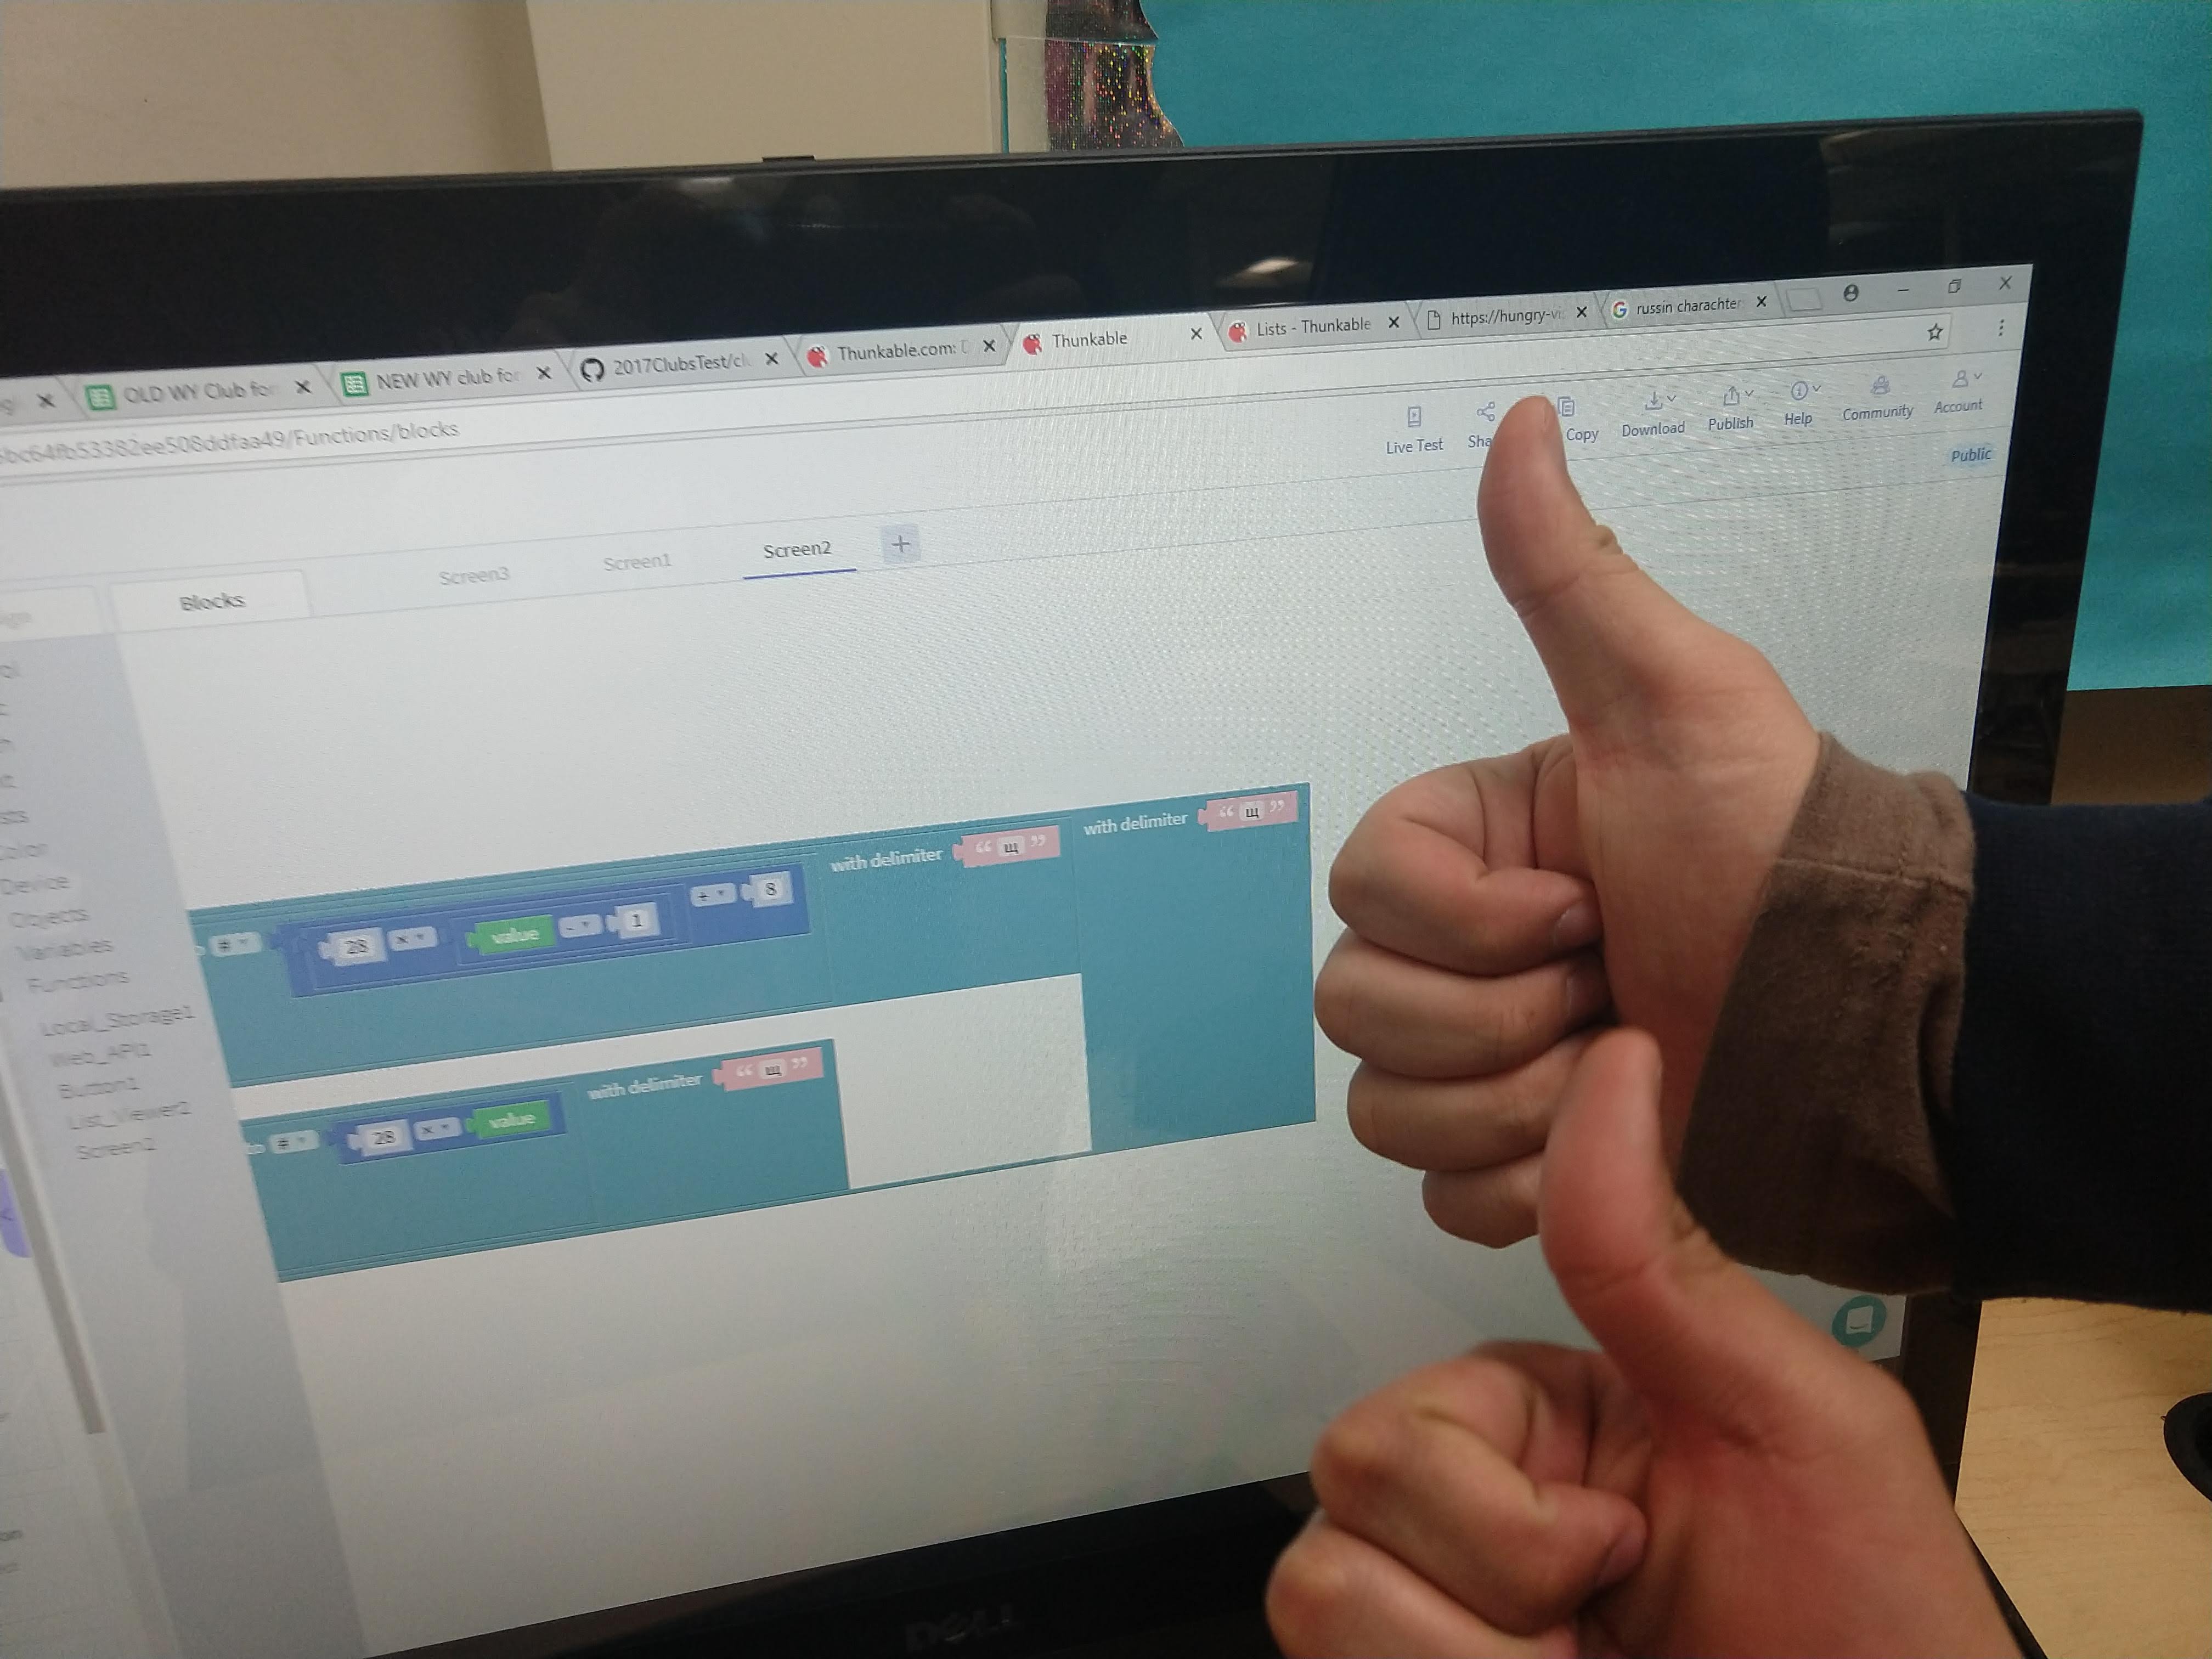 OLD WY Club for
NEW WY club for
2017ClubsTest/cl
Thunkable.com: D
Thunkable
Lists - Thunkable
https://hungry-vi
russin charachter
bc64fb53382ee508ddfaa49/Functions/blocks
Live Test
Sha
Copy
Download
Publish
Help
Community
Account
Public
Blocks
Screen3
Screen1
Screen2
+
Device
Objects
Variables
Functions
Local_Storage1
Web_API1
Button1
List_Viewer2
Screen2
# 28 × value - 1 + 8 with delimiter “ щ ” with delimiter “ щ ”
to # 28 × value with delimiter “ щ ”
DELL